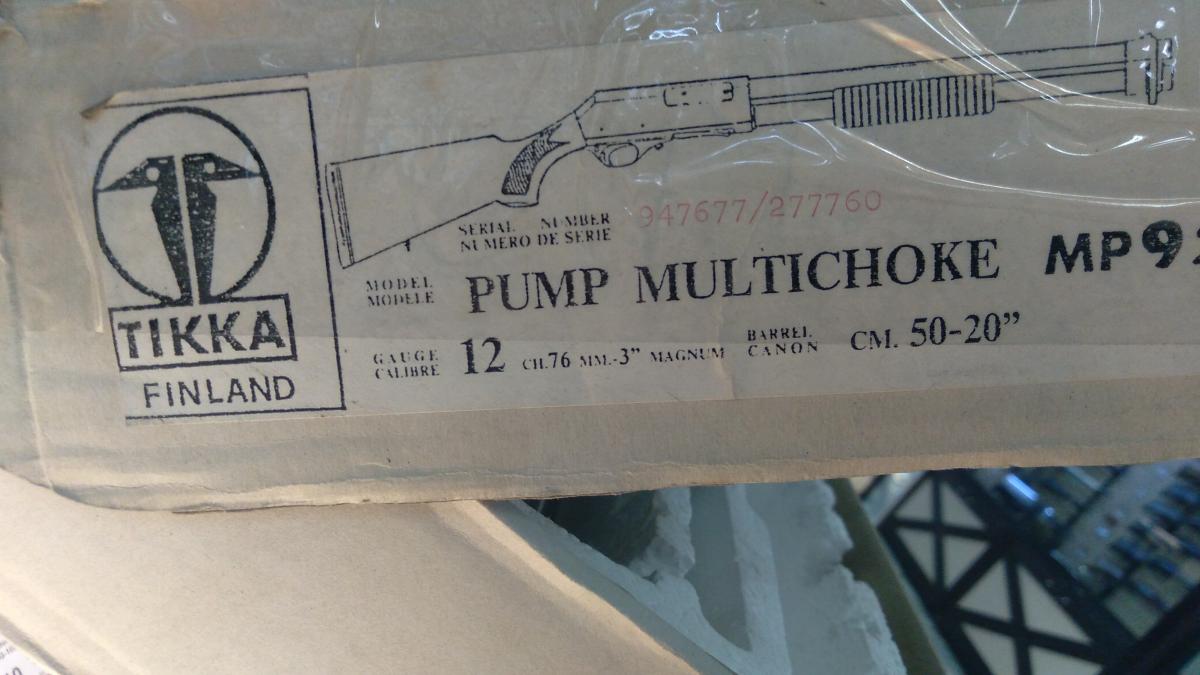 TIKKA
FINLAND
SERIAL NUMBER 947677/277760
NUMERO DE SERIE
MODEL PUMP MULTICHOKE MP92
MODELE
GAUGE 12 CH.76 MM.-3” MAGNUM BARREL CM. 50-20”
CALIBRE CANON